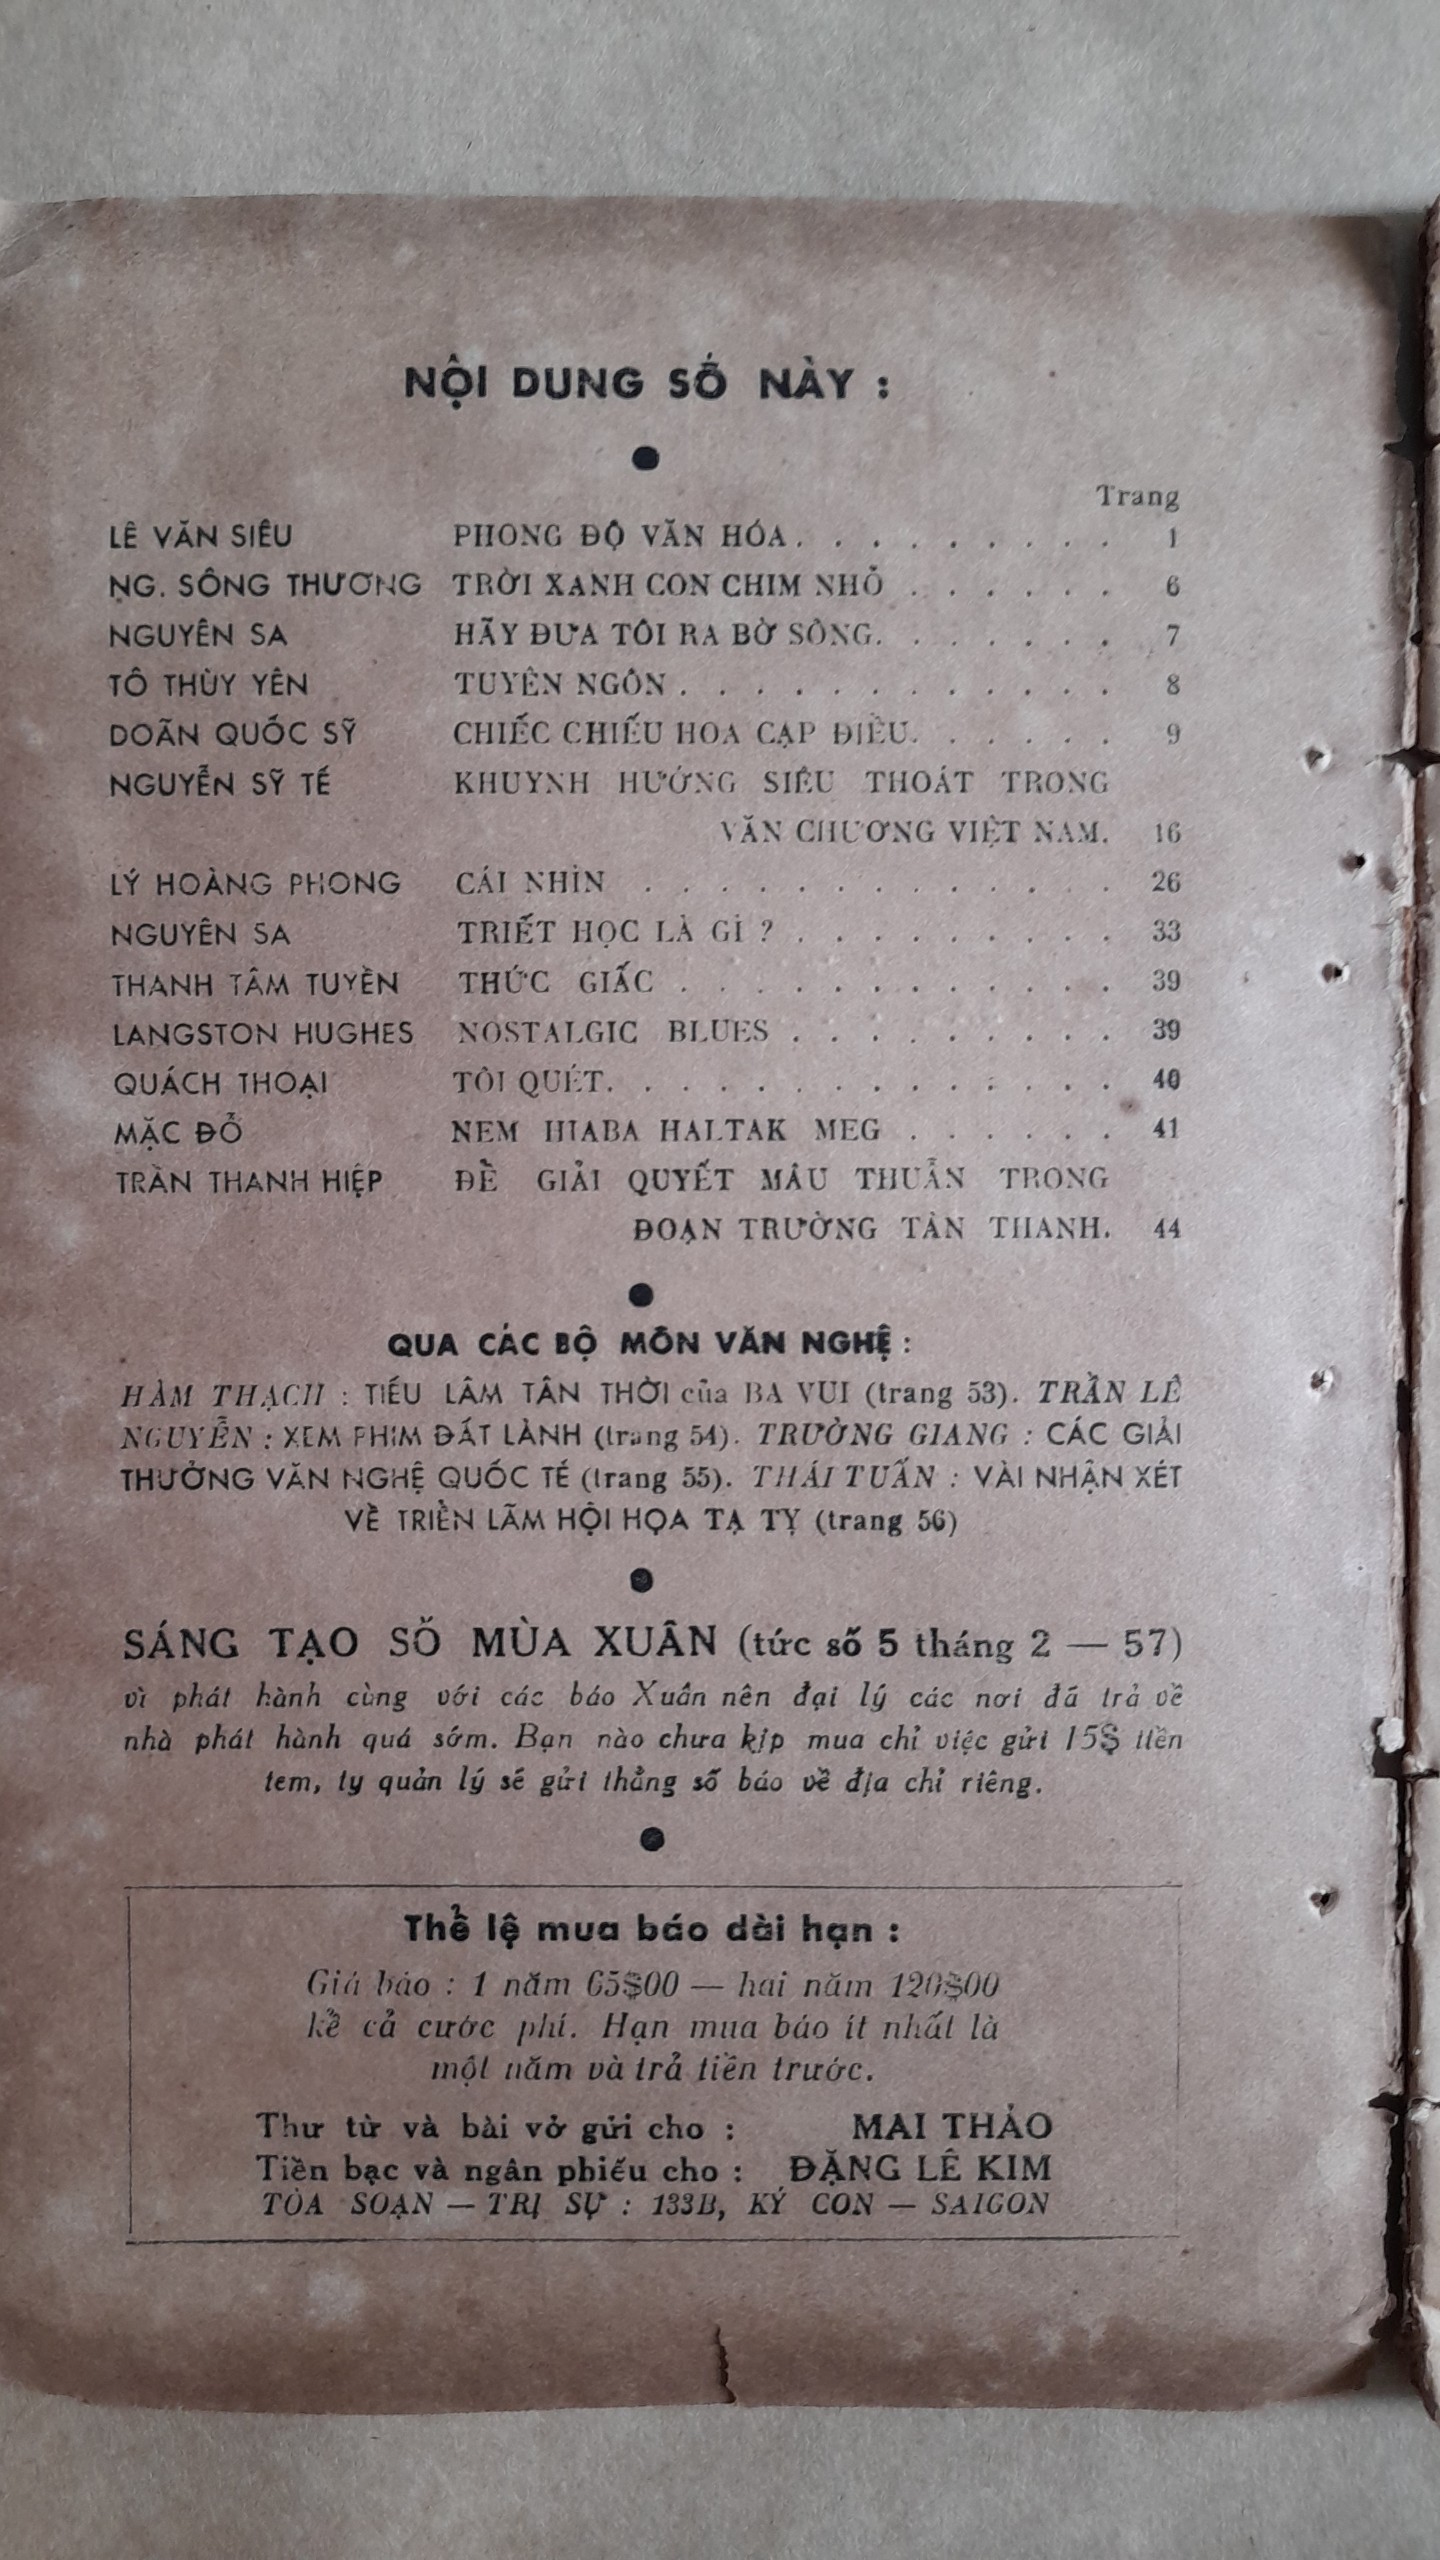 NỘI DUNG SỐ NÀY :
Trang
LÊ VĂN SIÊU PHONG ĐỘ VĂN HÓA. . . . . . . . . 1
NG. SÔNG THƯƠNG TRỜI XANH CON CHIM NHỎ . . . . . . 6
NGUYÊN SA HÃY ĐƯA TÔI RA BỜ SÔNG. . . . . . . 7
TÔ THÙY YÊN TUYÊN NGÔN . . . . . . . . . . . . 8
DOÃN QUỐC SỸ CHIẾC CHIẾU HOA CẠP ĐIỀU. . . . . . 9
NGUYỄN SỸ TẾ KHUYNH HƯỚNG SIÊU THOÁT TRONG
VĂN CHƯƠNG VIỆT NAM. 16
LÝ HOÀNG PHONG CÁI NHÌN . . . . . . . . . . . . . 26
NGUYÊN SA TRIẾT HỌC LÀ GÌ ? . . . . . . . . . 33
THANH TÂM TUYỀN THỨC GIẤC . . . . . . . . . . . . 39
LANGSTON HUGHES NOSTALGIC BLUES . . . . . . . . . 39
QUÁCH THOẠI TÔI QUÉT. . . . . . . . . . . . . . 40
MẶC ĐỖ NEM HIABA HALTAK MEG . . . . . . 41
TRẦN THANH HIỆP ĐỂ GIẢI QUYẾT MÂU THUẪN TRONG
ĐOẠN TRƯỜNG TÂN THANH. 44
QUA CÁC BỘ MÔN VĂN NGHỆ :
HÀM THẠCH : TIẾU LÂM TÂN THỜI của BA VUI (trang 53). TRẦN LÊ
NGUYỄN : XEM PHIM ĐẤT LÀNH (trang 54). TRƯỜNG GIANG : CÁC GIẢI
THƯỞNG VĂN NGHỆ QUỐC TẾ (trang 55). THÁI TUẤN : VÀI NHẬN XÉT
VỀ TRIỂN LÃM HỘI HỌA TẠ TỴ (trang 56)
SÁNG TẠO SỐ MÙA XUÂN (tức số 5 tháng 2 — 57)
vì phát hành cùng với các báo Xuân nên đại lý các nơi đã trả về
nhà phát hành quá sớm. Bạn nào chưa kịp mua chỉ việc gửi 15$ tiền
tem, ty quản lý sẽ gửi thẳng số báo về địa chỉ riêng.
Thể lệ mua báo dài hạn :
Giá báo : 1 năm 65$00 — hai năm 120$00
kể cả cước phí. Hạn mua báo ít nhất là
một năm và trả tiền trước.
Thư từ và bài vở gửi cho : MAI THẢO
Tiền bạc và ngân phiếu cho : ĐẶNG LÊ KIM
TÒA SOẠN — TRỊ SỰ : 133B, KÝ CON — SAIGON